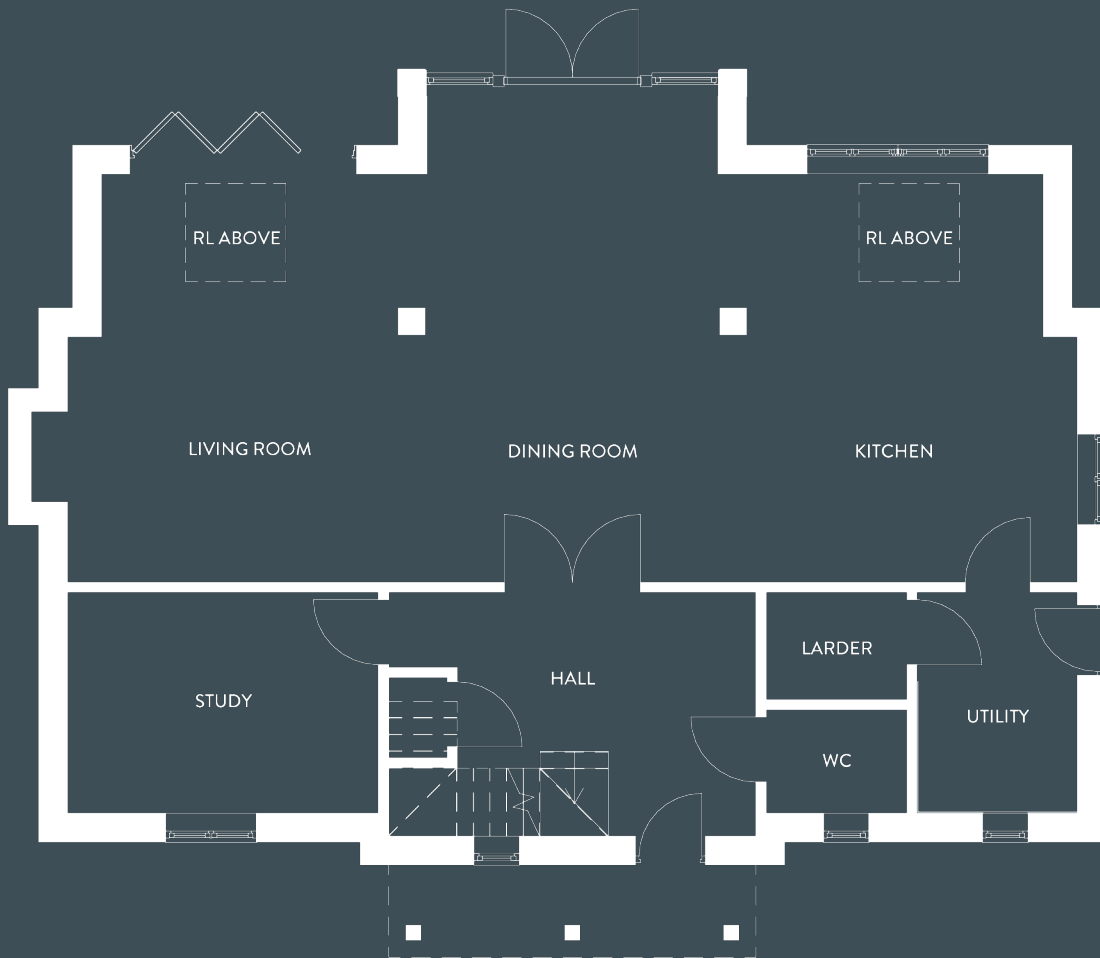 RL ABOVE
RL ABOVE
LIVING ROOM
DINING ROOM
KITCHEN
LARDER
HALL
STUDY
UTILITY
WC